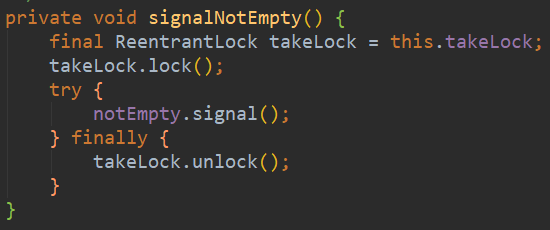 private void signalNotEmpty() {
    final ReentrantLock takeLock = this.takeLock;
    takeLock.lock();
    try {
        notEmpty.signal();
    } finally {
        takeLock.unlock();
    }
}